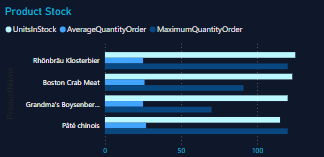 Product Stock
UnitsInStock AverageQuantityOrder MaximumQuantityOrder
Rhönbräu Klosterbier
Boston Crab Meat
Grandma's Boysenber...
Pâté chinois
0 50 100